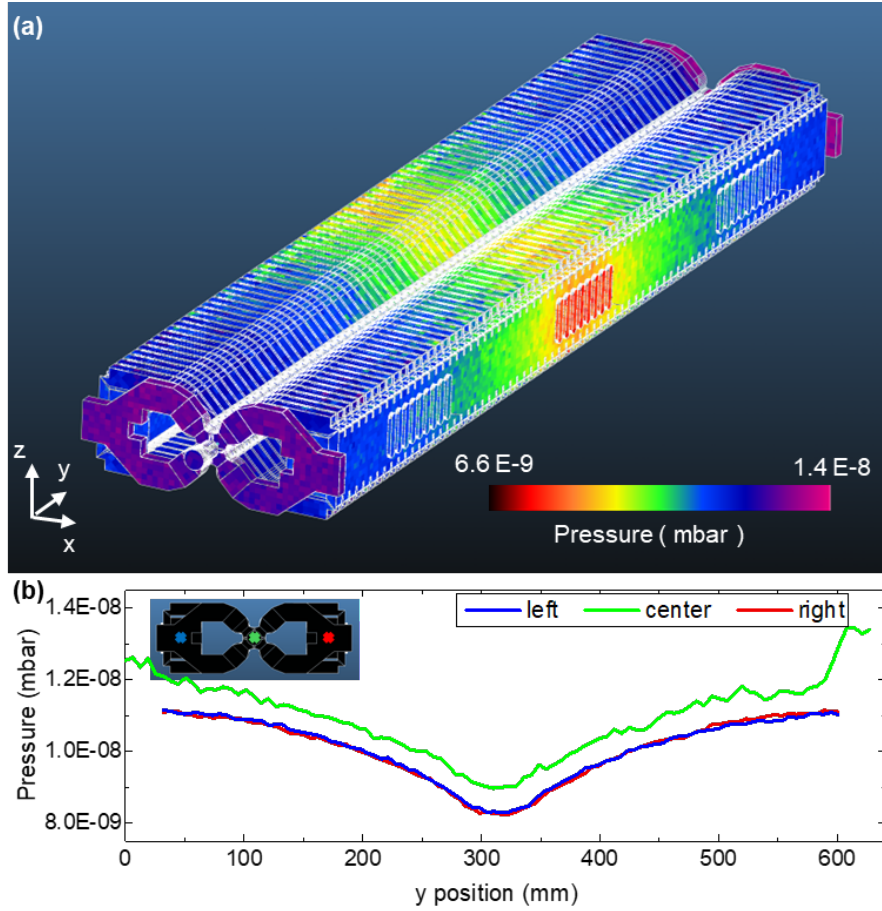 (a)
z
y
x
6.6 E-9
1.4 E-8
Pressure ( mbar )
(b)
1.4E-08
1.2E-08
1.0E-08
8.0E-09
Pressure (mbar)
left center right
0 100 200 300 400 500 600
y position (mm)